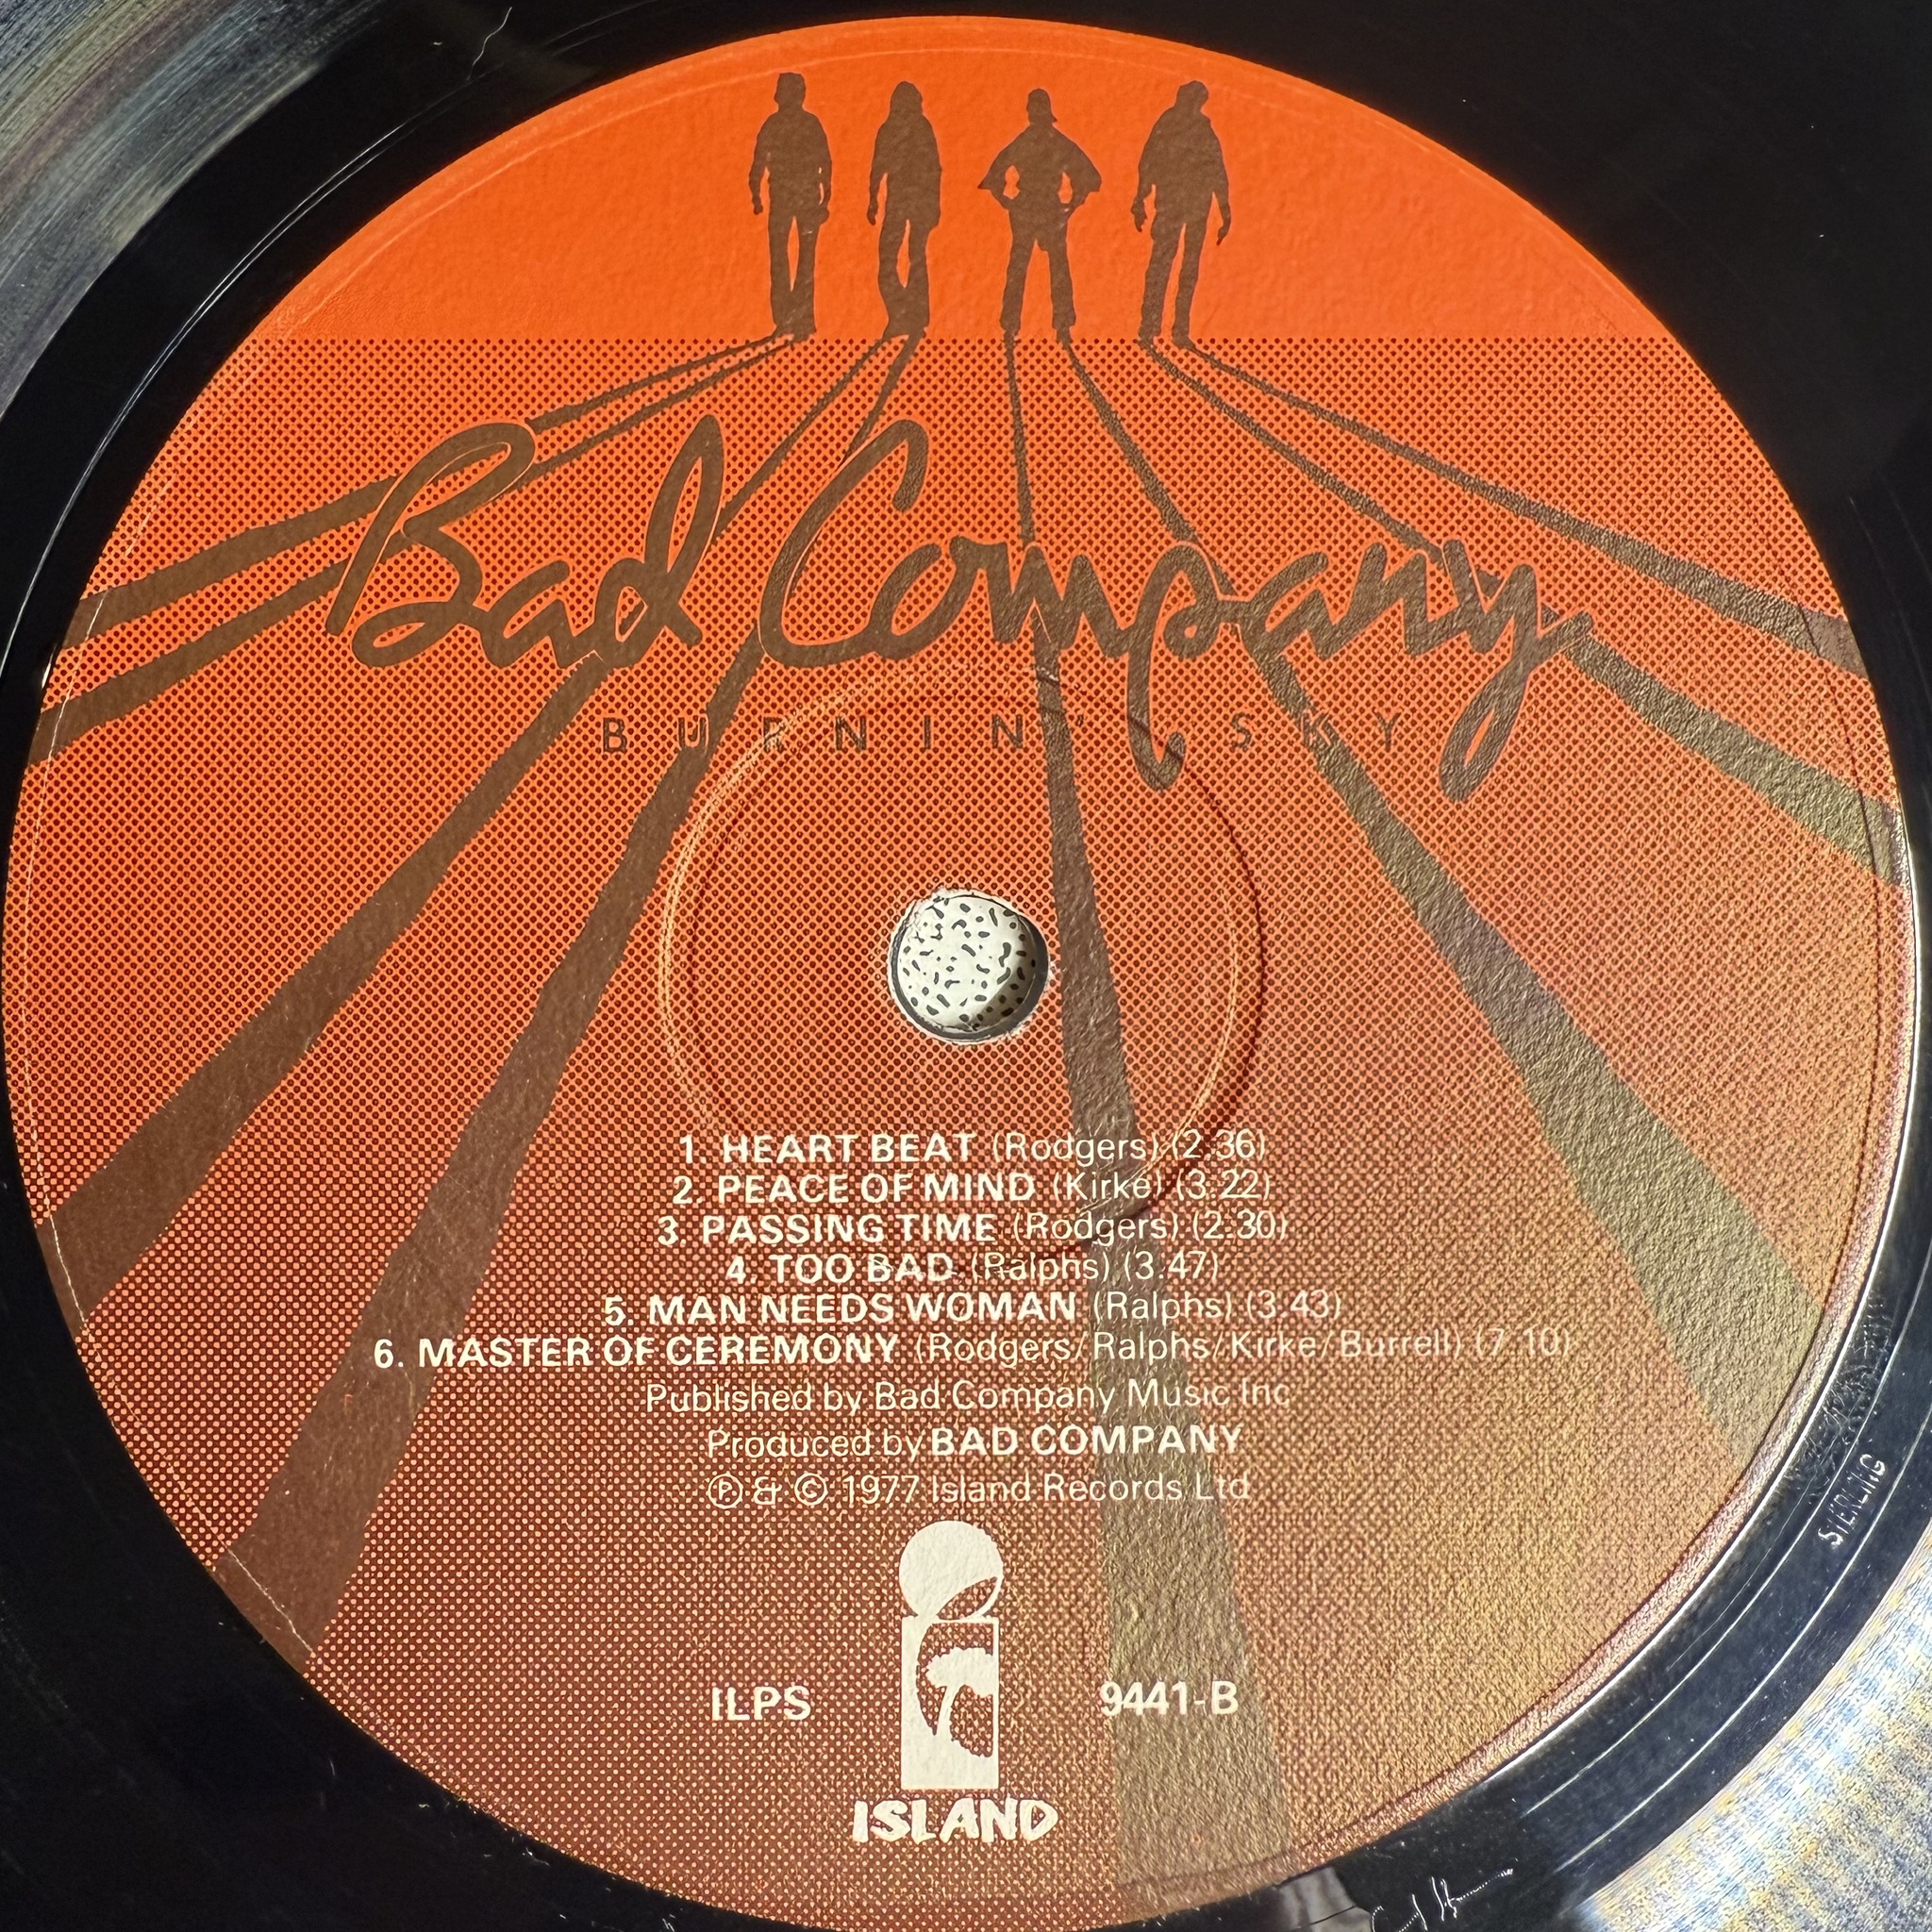 Bad Company
BURNIN' SKY
1. HEART BEAT (Rodgers) (2.36)
2. PEACE OF MIND (Kirke) (3.22)
3. PASSING TIME (Rodgers) (2.30)
4. TOO BAD (Ralphs) (3.47)
5. MAN NEEDS WOMAN (Ralphs) (3.43)
6. MASTER OF CEREMONY (Rodgers/Ralphs/Kirke/Burrell) (7.10)
Published by Bad Company Music Inc
Produced by BAD COMPANY
℗ & © 1977 Island Records Ltd
ILPS 9441-B
ISLAND
STERLING